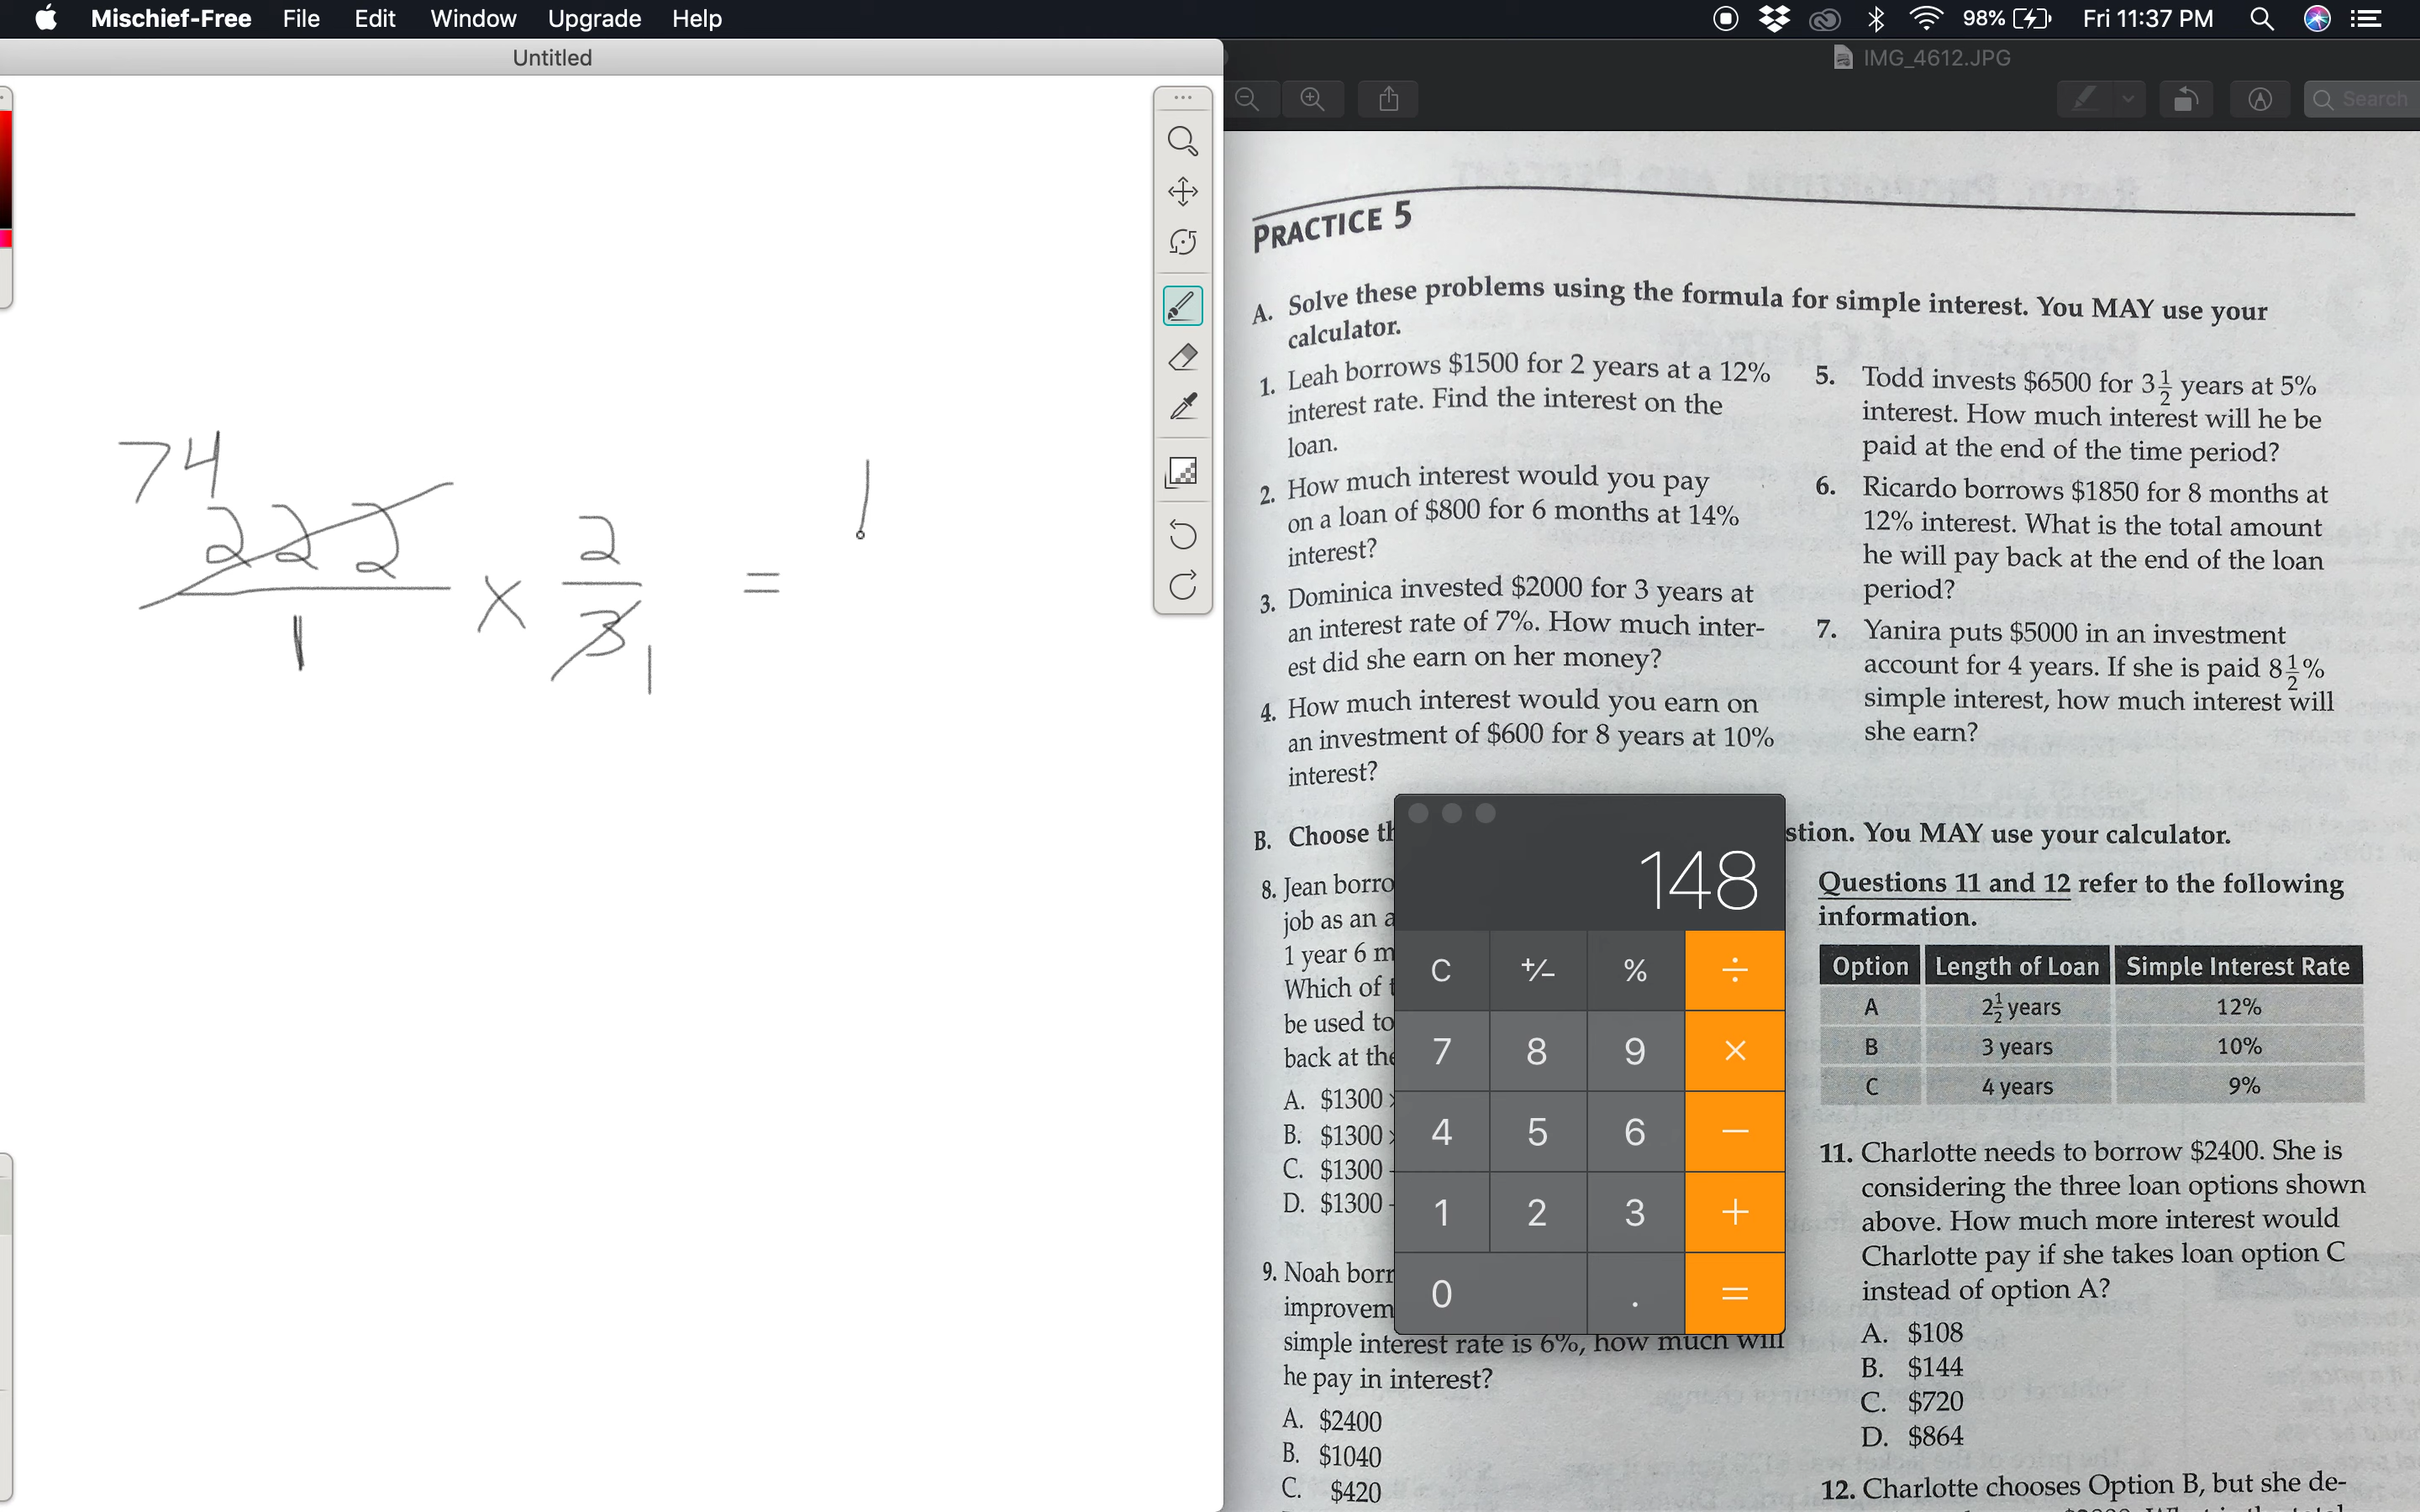 Mischief-Free File Edit Window Upgrade Help
98% Fri 11:37 PM
Untitled
IMG_4612.JPG
Search
74
222
1
×
2
3
1
=
PRACTICE 5
A. Solve these problems using the formula for simple interest. You MAY use your
calculator.
1. Leah borrows $1500 for 2 years at a 12%
interest rate. Find the interest on the
loan.
2. How much interest would you pay
on a loan of $800 for 6 months at 14%
interest?
3. Dominica invested $2000 for 3 years at
an interest rate of 7%. How much inter-
est did she earn on her money?
4. How much interest would you earn on
an investment of $600 for 8 years at 10%
interest?
5. Todd invests $6500 for 3 1/2 years at 5%
interest. How much interest will he be
paid at the end of the time period?
6. Ricardo borrows $1850 for 8 months at
12% interest. What is the total amount
he will pay back at the end of the loan
period?
7. Yanira puts $5000 in an investment
account for 4 years. If she is paid 8 1/2%
simple interest, how much interest will
she earn?
B. Choose th
stion. You MAY use your calculator.
8. Jean borro
job as an a
1 year 6 m
Which of t
be used to
back at the
A. $1300
B. $1300
C. $1300
D. $1300
9. Noah borr
improvem
simple interest rate is 6%, how much will
he pay in interest?
A. $2400
B. $1040
C. $420
148
C +/- % ÷
7 8 9 ×
4 5 6 −
1 2 3 +
0 . =
Questions 11 and 12 refer to the following
information.
Option Length of Loan Simple Interest Rate
A 2 1/2 years 12%
B 3 years 10%
C 4 years 9%
11. Charlotte needs to borrow $2400. She is
considering the three loan options shown
above. How much more interest would
Charlotte pay if she takes loan option C
instead of option A?
A. $108
B. $144
C. $720
D. $864
12. Charlotte chooses Option B, but she de-